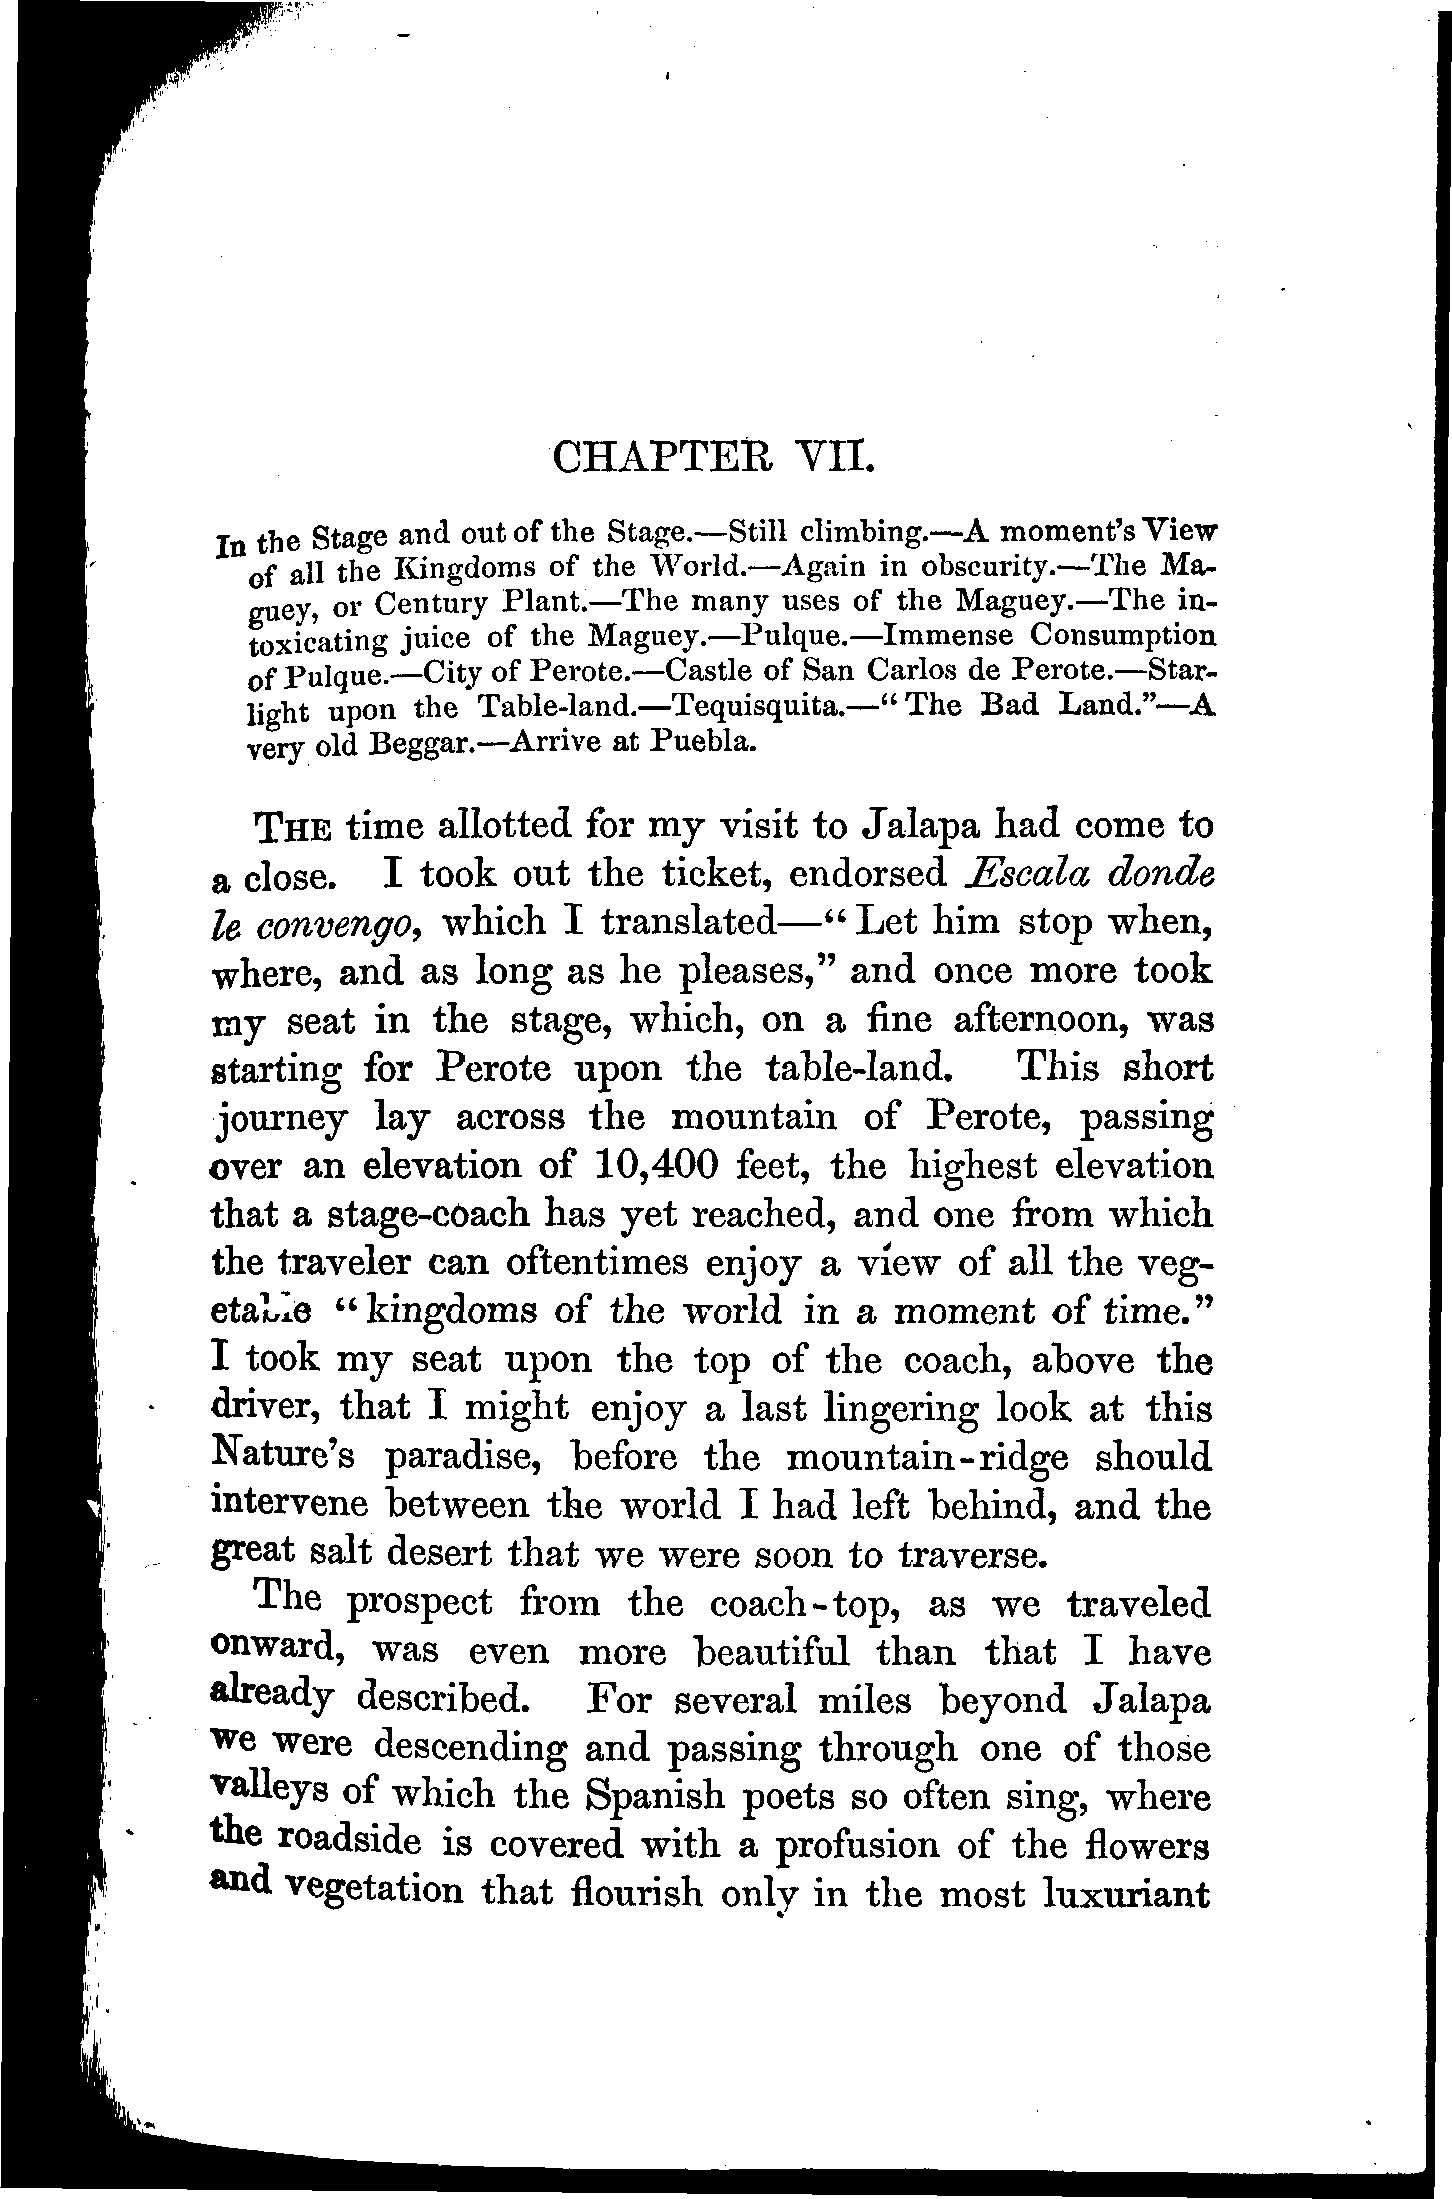 CHAPTER VII.
In the Stage and out of the Stage.—Still climbing.—A moment's View
of all the Kingdoms of the World.—Again in obscurity.—The Ma-
guey, or Century Plant.—The many uses of the Maguey.—The in-
toxicating juice of the Maguey.—Pulque.—Immense Consumption
of Pulque.—City of Perote.—Castle of San Carlos de Perote.—Star-
light upon the Table-land.—Tequisquita.—"The Bad Land."—A
very old Beggar.—Arrive at Puebla.
THE time allotted for my visit to Jalapa had come to
a close. I took out the ticket, endorsed Escala donde
le convengo, which I translated—"Let him stop when,
where, and as long as he pleases," and once more took
my seat in the stage, which, on a fine afternoon, was
starting for Perote upon the table-land. This short
journey lay across the mountain of Perote, passing
over an elevation of 10,400 feet, the highest elevation
that a stage-coach has yet reached, and one from which
the traveler can oftentimes enjoy a view of all the veg-
etable "kingdoms of the world in a moment of time."
I took my seat upon the top of the coach, above the
driver, that I might enjoy a last lingering look at this
Nature's paradise, before the mountain-ridge should
intervene between the world I had left behind, and the
great salt desert that we were soon to traverse.
The prospect from the coach-top, as we traveled
onward, was even more beautiful than that I have
already described. For several miles beyond Jalapa
we were descending and passing through one of those
valleys of which the Spanish poets so often sing, where
the roadside is covered with a profusion of the flowers
and vegetation that flourish only in the most luxuriant